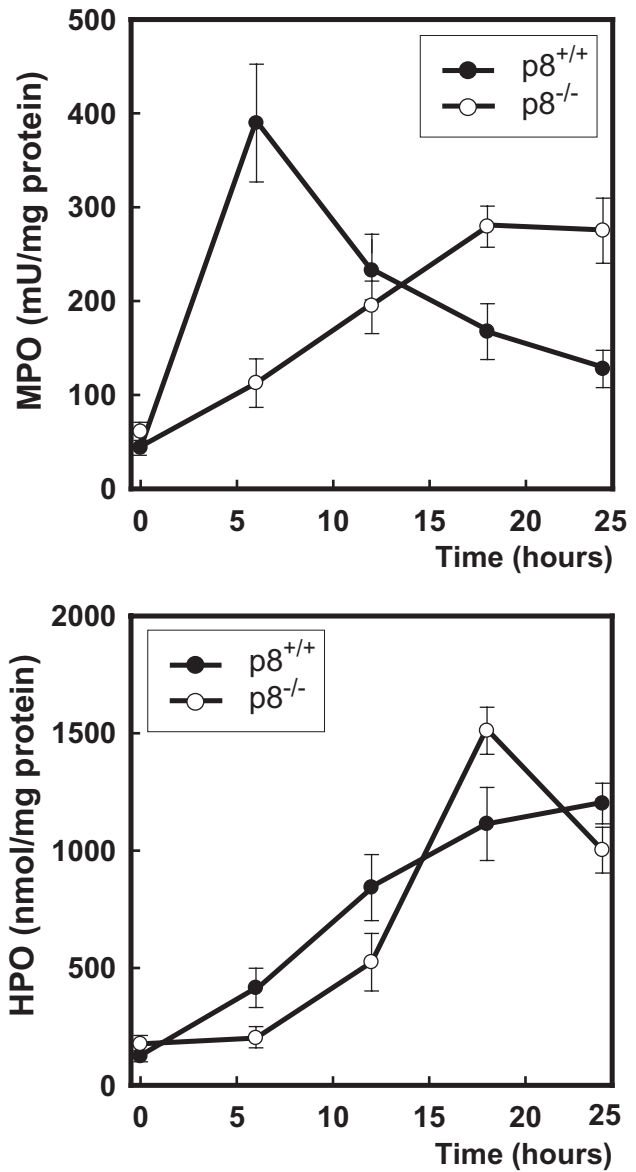 500
400
300
200
100
0
MPO (mU/mg protein)
p8+/+
p8-/-
0 5 10 15 20 25
Time (hours)
2000
1500
1000
500
0
HPO (nmol/mg protein)
p8+/+
p8-/-
0 5 10 15 20 25
Time (hours)